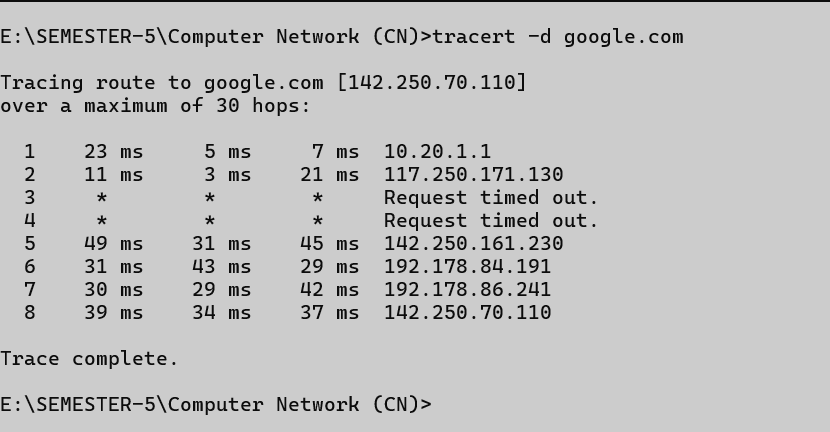 E:\SEMESTER-5\Computer Network (CN)>tracert -d google.com
Tracing route to google.com [142.250.70.110]
over a maximum of 30 hops:
1 23 ms 5 ms 7 ms 10.20.1.1
2 11 ms 3 ms 21 ms 117.250.171.130
3 * * * Request timed out.
4 * * * Request timed out.
5 49 ms 31 ms 45 ms 142.250.161.230
6 31 ms 43 ms 29 ms 192.178.84.191
7 30 ms 29 ms 42 ms 192.178.86.241
8 39 ms 34 ms 37 ms 142.250.70.110
Trace complete.
E:\SEMESTER-5\Computer Network (CN)>